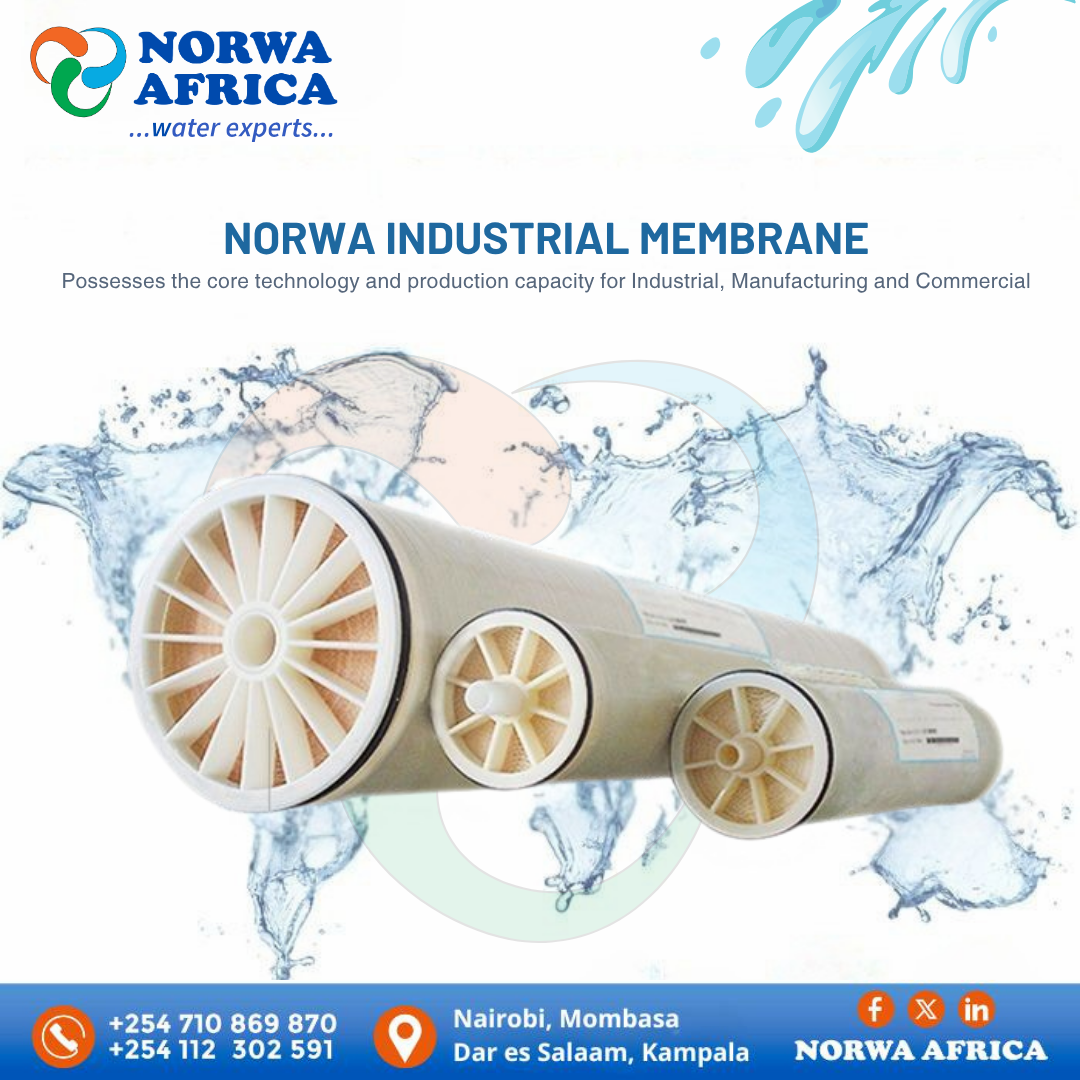 NORWA
AFRICA
...water experts...
NORWA INDUSTRIAL MEMBRANE
Possesses the core technology and production capacity for Industrial, Manufacturing and Commercial
+254 710 869 870
+254 112 302 591
Nairobi, Mombasa
Dar es Salaam, Kampala
NORWA AFRICA